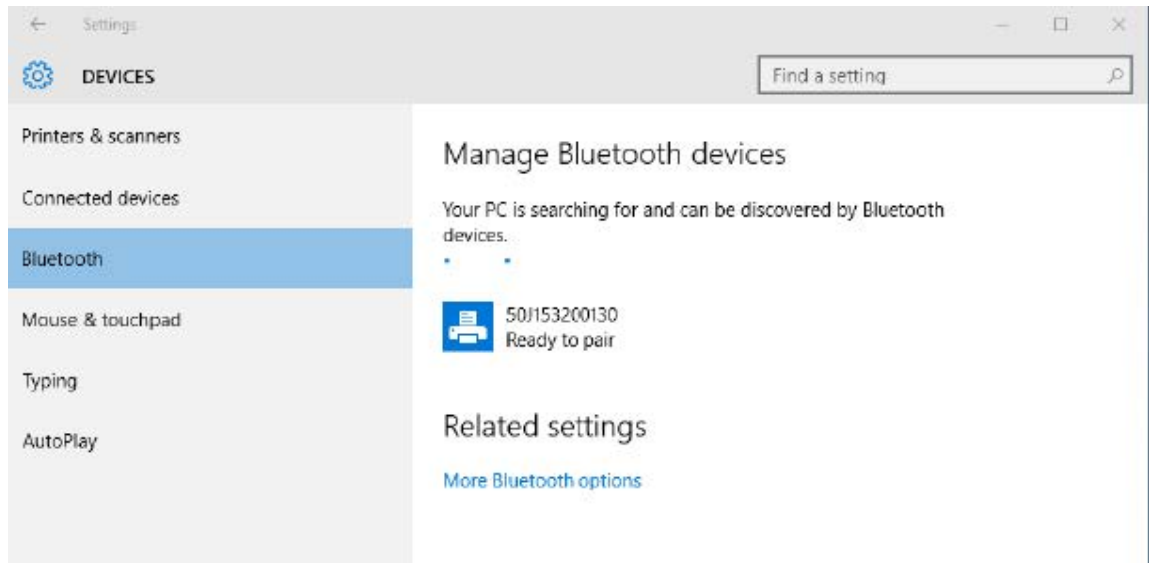 Settings
DEVICES
Find a setting
Printers & scanners
Connected devices
Bluetooth
Mouse & touchpad
Typing
AutoPlay
Manage Bluetooth devices
Your PC is searching for and can be discovered by Bluetooth
devices.
50J153200130
Ready to pair
Related settings
More Bluetooth options